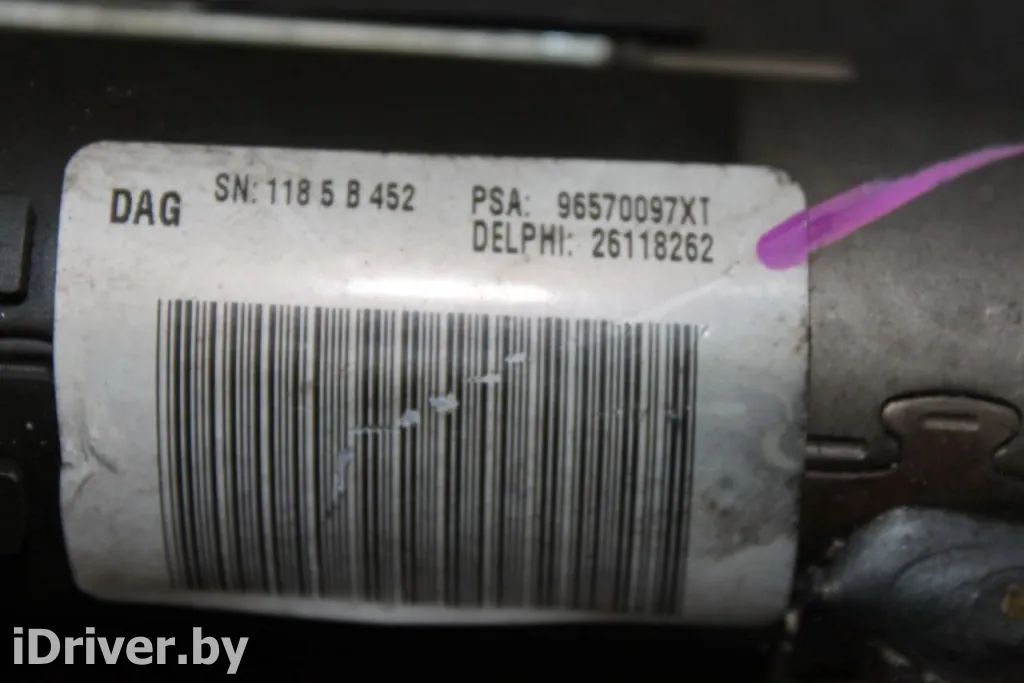 DAG
SN: 118 5 B 452
PSA: 96570097XT
DELPHI: 26118262
iDriver.by